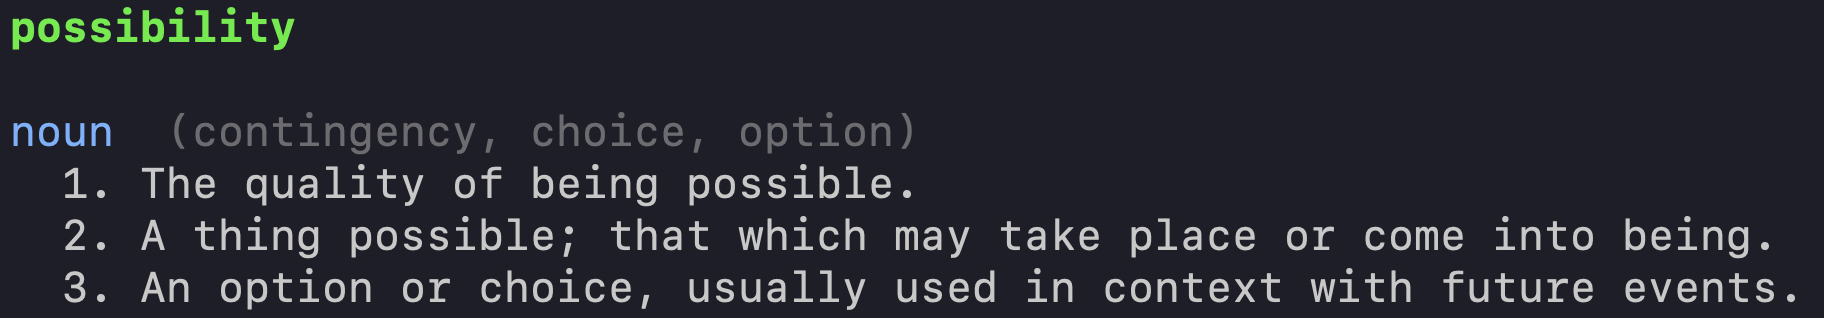 possibility
noun (contingency, choice, option)
1. The quality of being possible.
2. A thing possible; that which may take place or come into being.
3. An option or choice, usually used in context with future events.